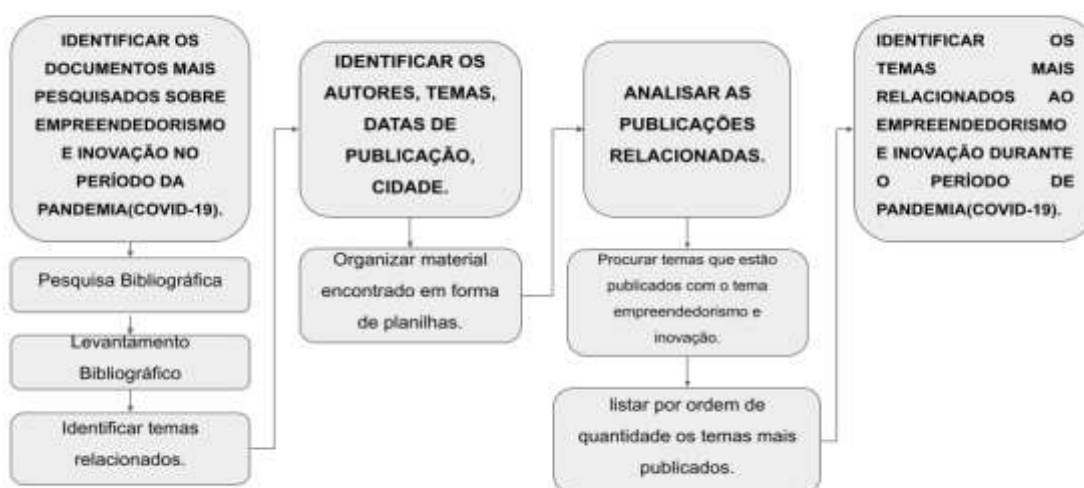 IDENTIFICAR OS
DOCUMENTOS MAIS
PESQUISADOS SOBRE
EMPREENDEDORISMO
E INOVAÇÃO NO
PERÍODO DA
PANDEMIA(COVID-19).
Pesquisa Bibliográfica
Levantamento
Bibliográfico
Identificar temas
relacionados.
IDENTIFICAR OS
AUTORES, TEMAS,
DATAS DE
PUBLICAÇÃO,
CIDADE.
Organizar material
encontrado em forma
de planilhas.
ANALISAR AS
PUBLICAÇÕES
RELACIONADAS.
Procurar temas que estão
publicados com o tema
empreendedorismo e
inovação.
listar por ordem de
quantidade os temas mais
publicados.
IDENTIFICAR OS
TEMAS MAIS
RELACIONADOS AO
EMPREENDEDORISMO
E INOVAÇÃO DURANTE
O PERÍODO DE
PANDEMIA(COVID-19).